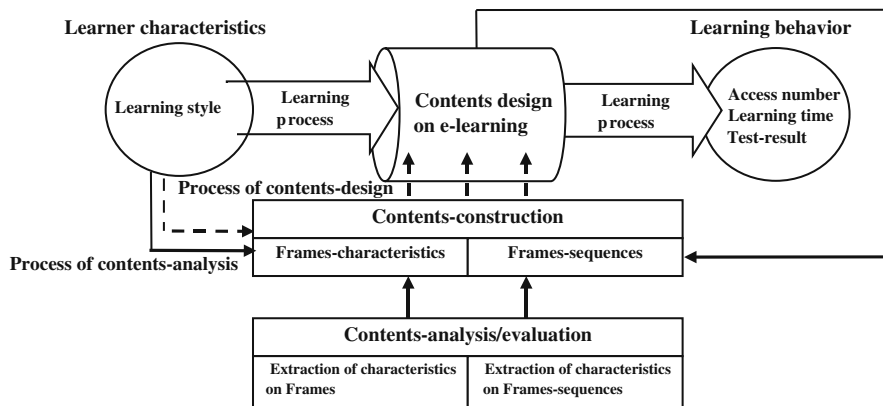 Learner characteristics
Learning behavior
Learning style
Learning
process
Contents design
on e-learning
Learning
process
Access number
Learning time
Test-result
Process of contents-design
Contents-construction
Process of contents-analysis
Frames-characteristics
Frames-sequences
Contents-analysis/evaluation
Extraction of characteristics
on Frames
Extraction of characteristics
on Frames-sequences